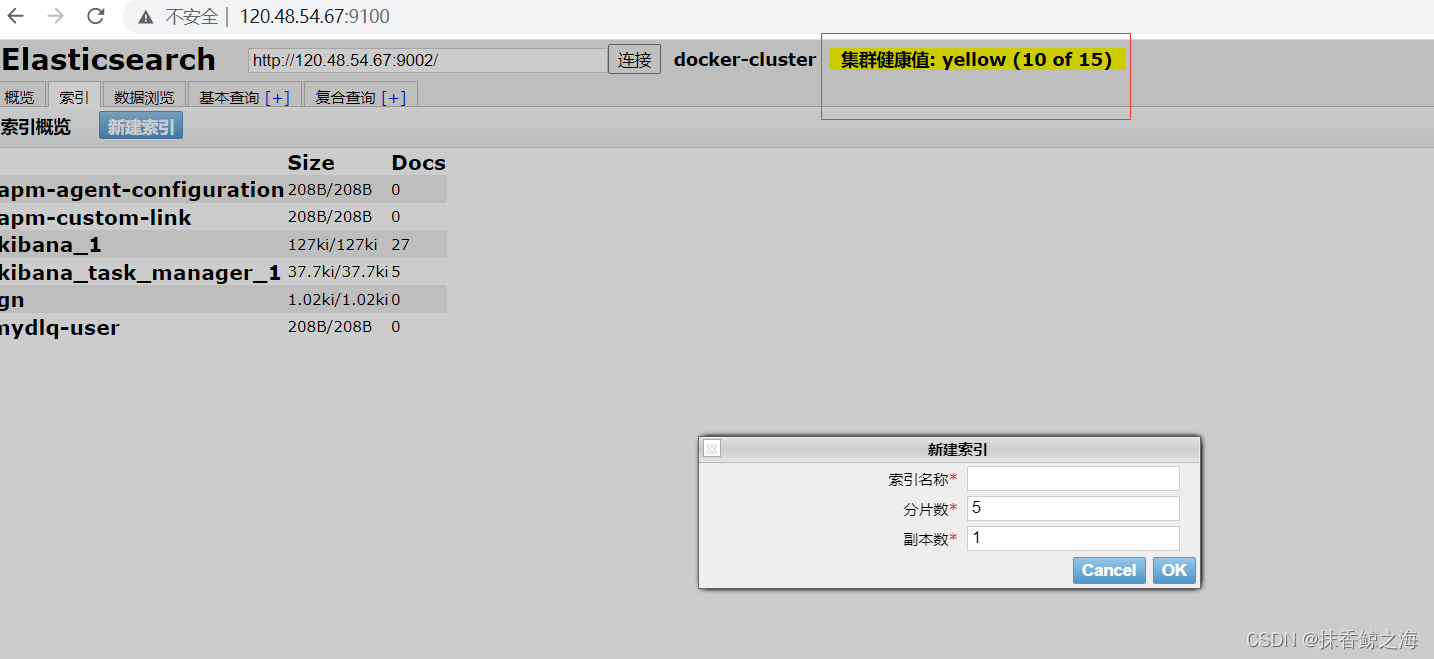 不安全 | 120.48.54.67:9100
Elasticsearch http://120.48.54.67:9002/ 连接 docker-cluster 集群健康值: yellow (10 of 15)
概览 索引 数据浏览 基本查询 [+] 复合查询 [+]
索引概览 新建索引
Size Docs
apm-agent-configuration 208B/208B 0
apm-custom-link 208B/208B 0
kibana_1 127ki/127ki 27
kibana_task_manager_1 37.7ki/37.7ki 5
gn 1.02ki/1.02ki 0
mydlq-user 208B/208B 0
新建索引
索引名称*
分片数* 5
副本数* 1
Cancel OK
CSDN @抹香鲸之海